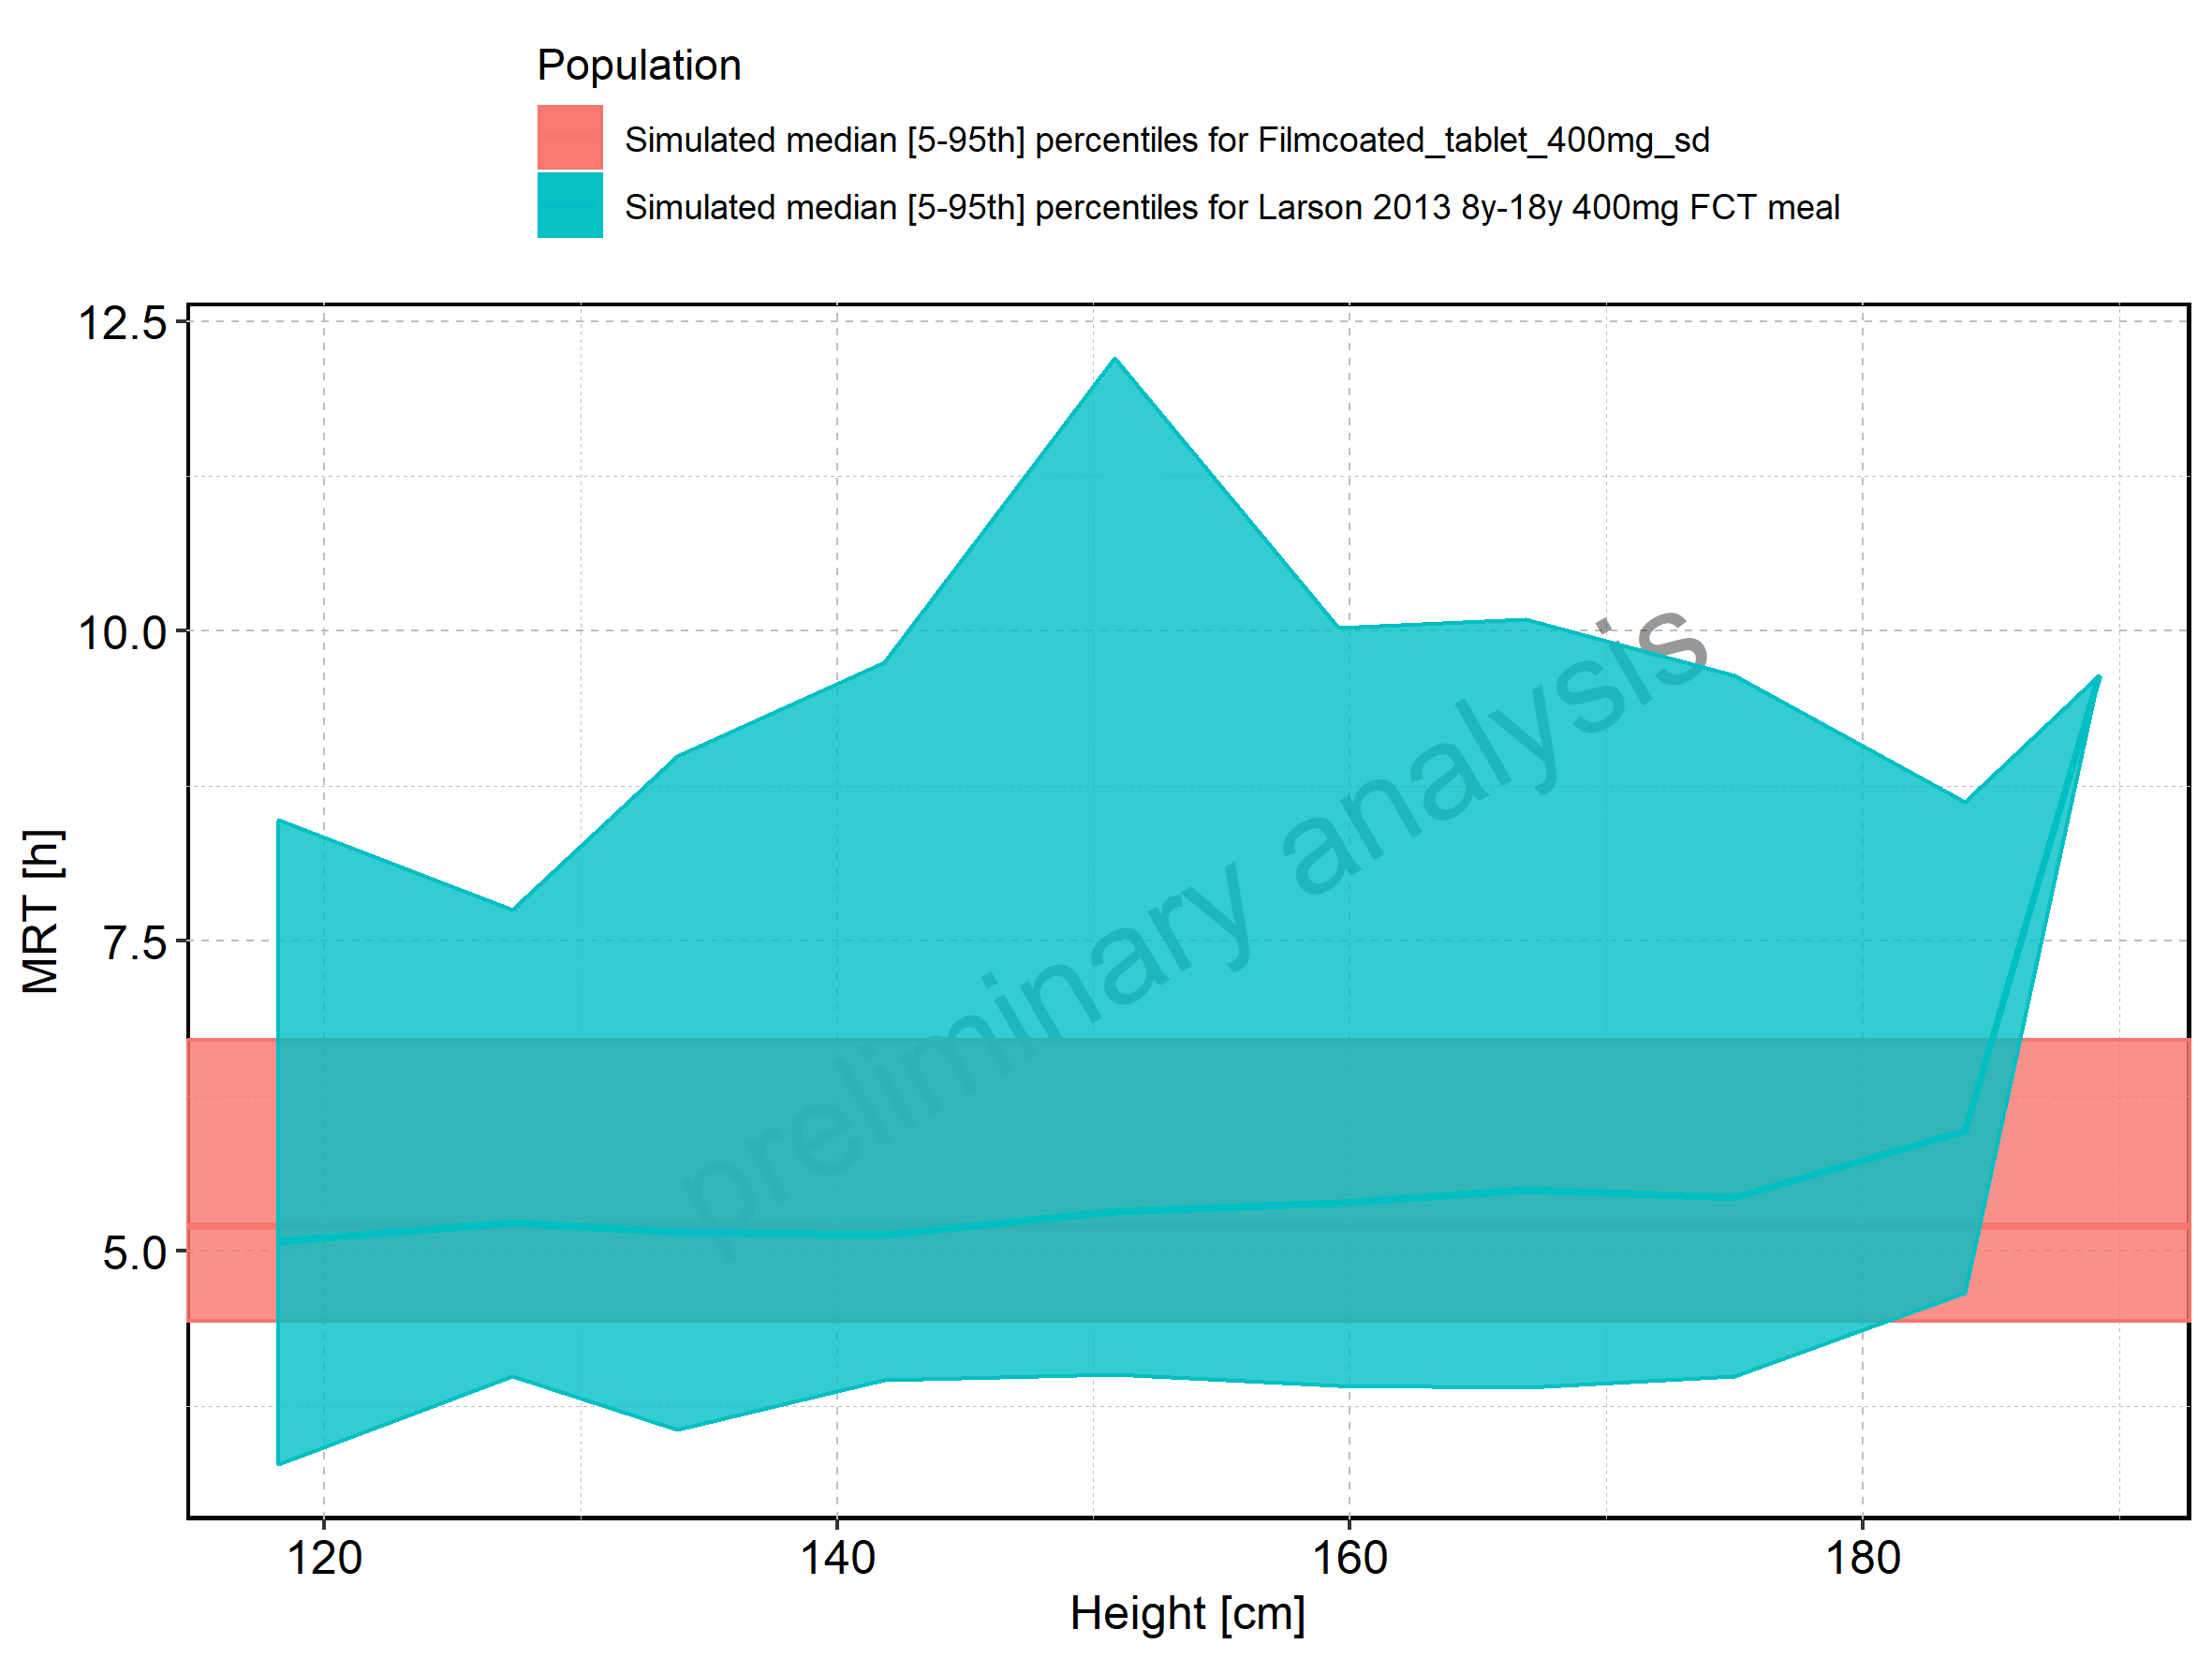 Population
Simulated median [5-95th] percentiles for Filmcoated_tablet_400mg_sd
Simulated median [5-95th] percentiles for Larson 2013 8y-18y 400mg FCT meal
12.5
10.0
7.5
5.0
MRT [h]
preliminary analysis
120
140
160
180
Height [cm]